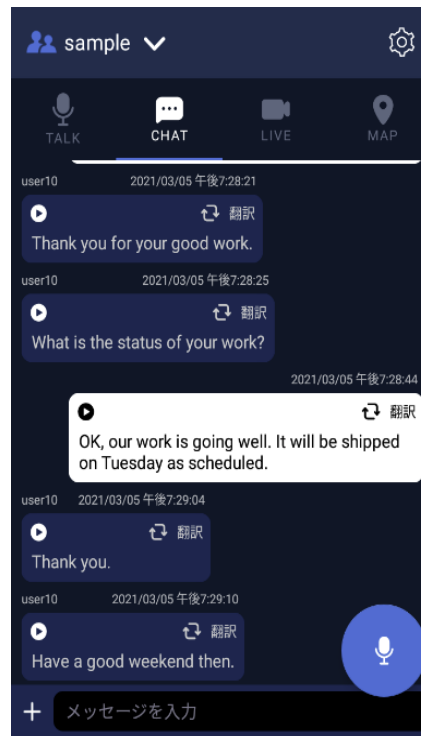 sample
TALK CHAT LIVE MAP
user10 2021/03/05 午後7:28:21
翻訳
Thank you for your good work.
user10 2021/03/05 午後7:28:25
翻訳
What is the status of your work?
2021/03/05 午後7:28:44
翻訳
OK, our work is going well. It will be shipped
on Tuesday as scheduled.
user10 2021/03/05 午後7:29:04
翻訳
Thank you.
user10 2021/03/05 午後7:29:10
翻訳
Have a good weekend then.
メッセージを入力